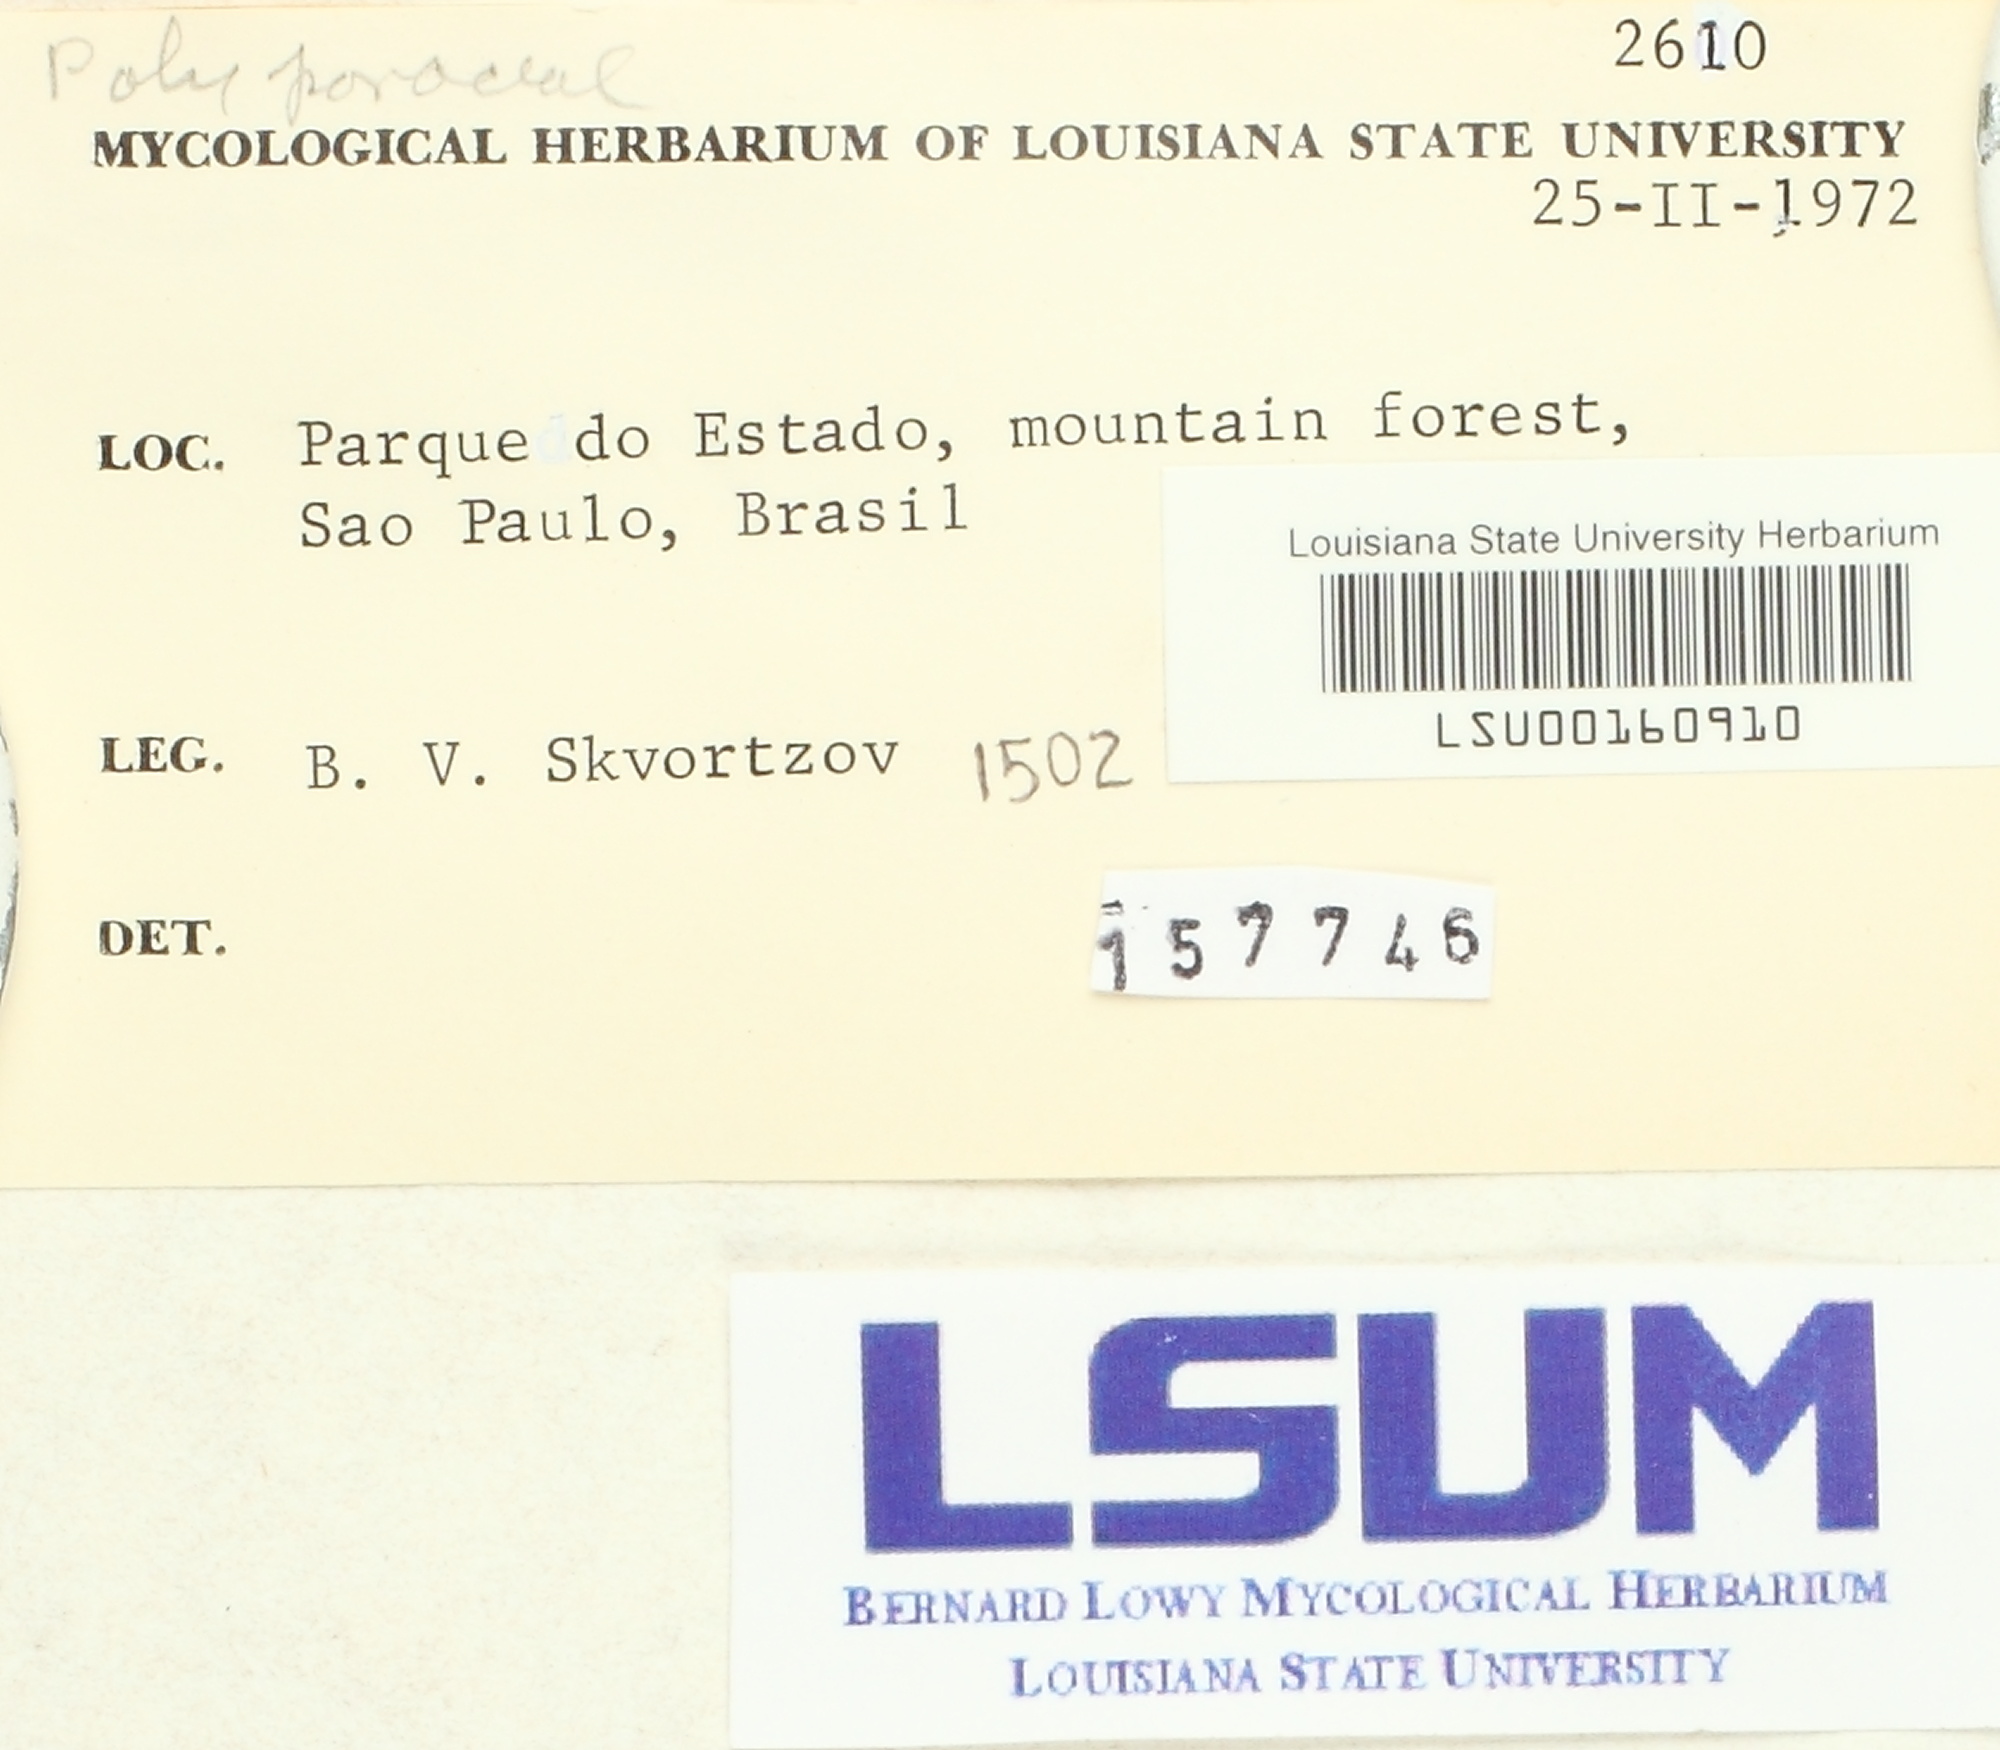 2610
Polyporaceae
MYCOLOGICAL HERBARIUM OF LOUISIANA STATE UNIVERSITY
25-II-1972
LOC. Parque do Estado, mountain forest,
Sao Paulo, Brasil
Louisiana State University Herbarium
LSU00160910
LEG. B. V. Skvortzov 1502
DET.
157746
LSUM
BERNARD LOWY MYCOLOGICAL HERBARIUM
LOUISIANA STATE UNIVERSITY